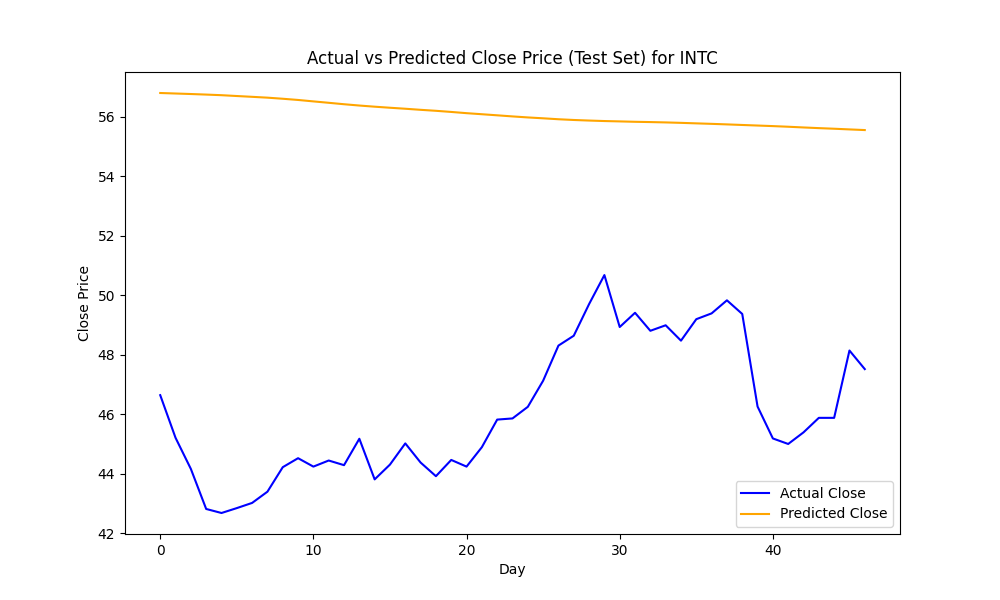 Actual vs Predicted Close Price (Test Set) for INTC
Close Price
56
54
52
50
48
46
44
42
0 10 20 30 40
Day
Actual Close
Predicted Close